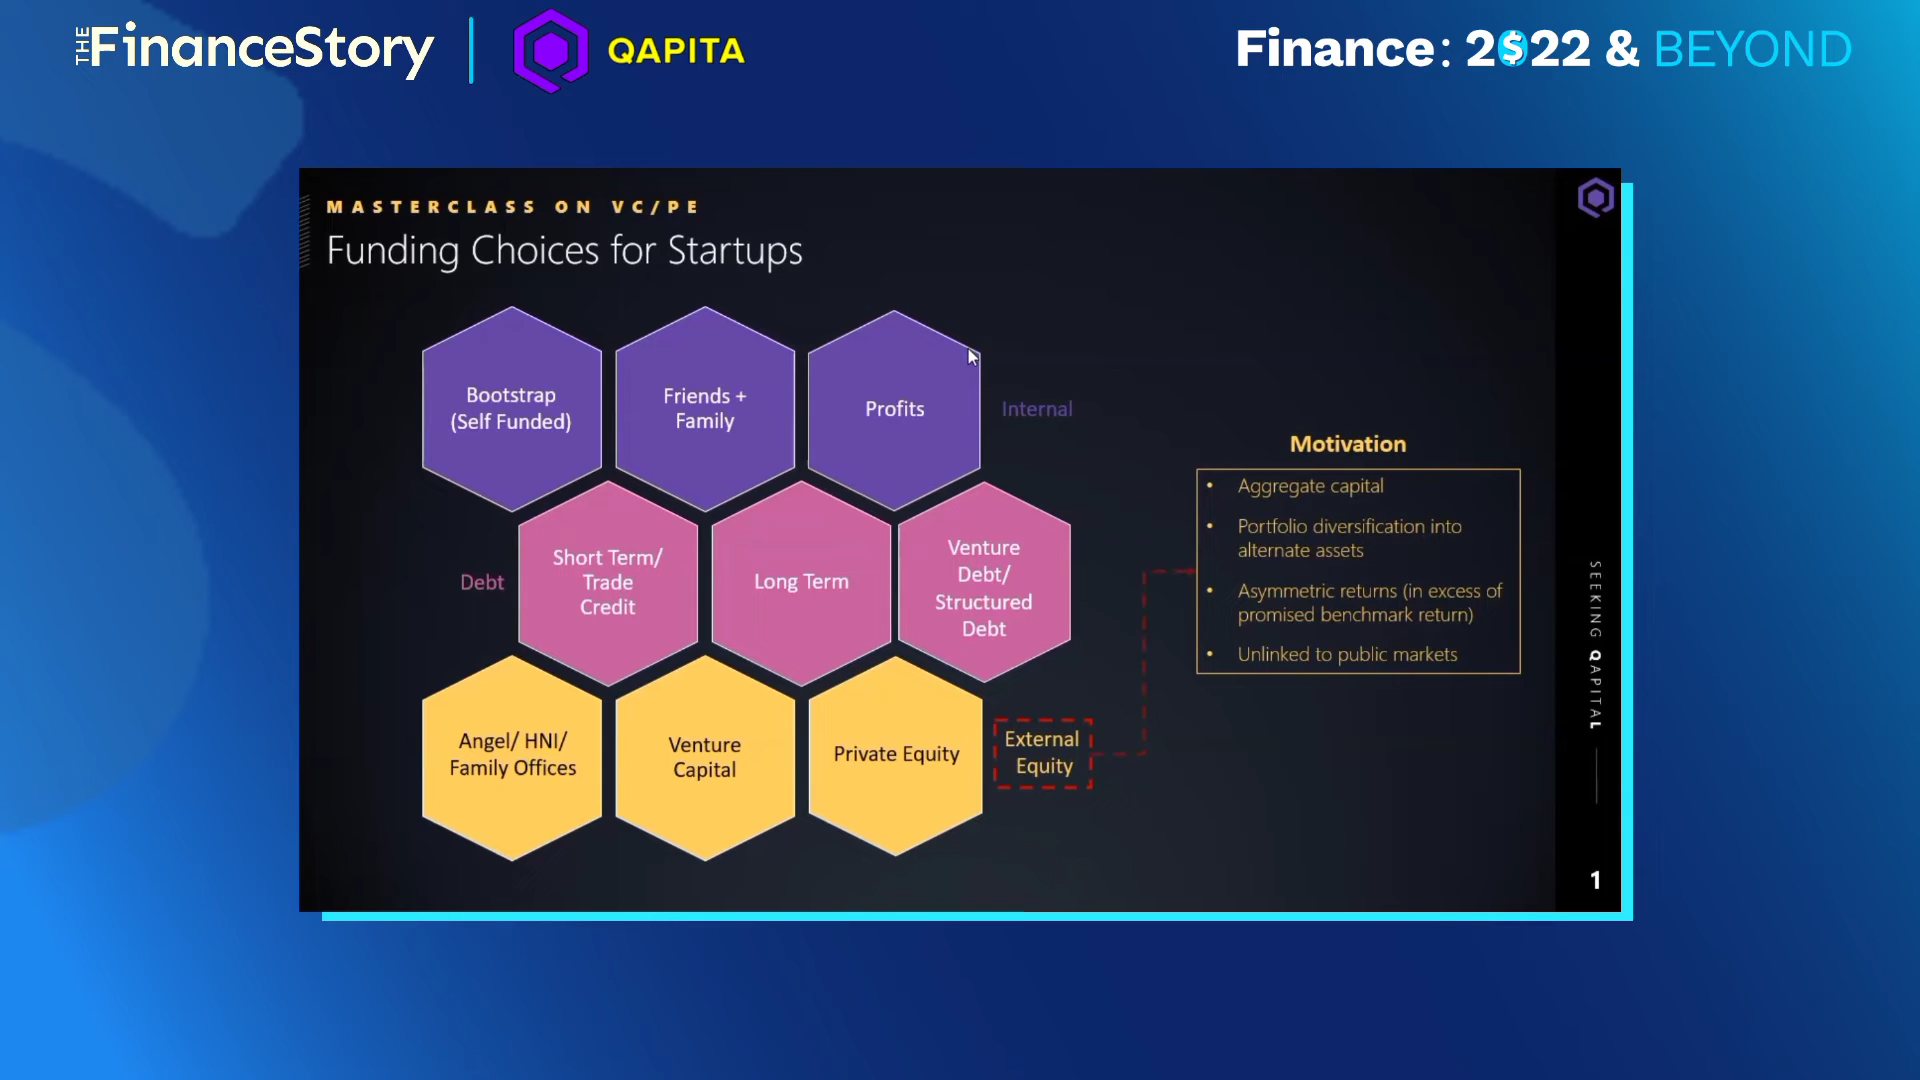 THE FinanceStory
QAPITA
Finance: 2$22 & BEYOND
MASTERCLASS ON VC/PE
Funding Choices for Startups
Bootstrap
(Self Funded)
Friends +
Family
Profits
Internal
Debt
Short Term/
Trade
Credit
Long Term
Venture
Debt/
Structured
Debt
Angel/ HNI/
Family Offices
Venture
Capital
Private Equity
External
Equity
Motivation
• Aggregate capital
• Portfolio diversification into
alternate assets
• Asymmetric returns (in excess of
promised benchmark return)
• Unlinked to public markets
SEEKING QAPITAL
1